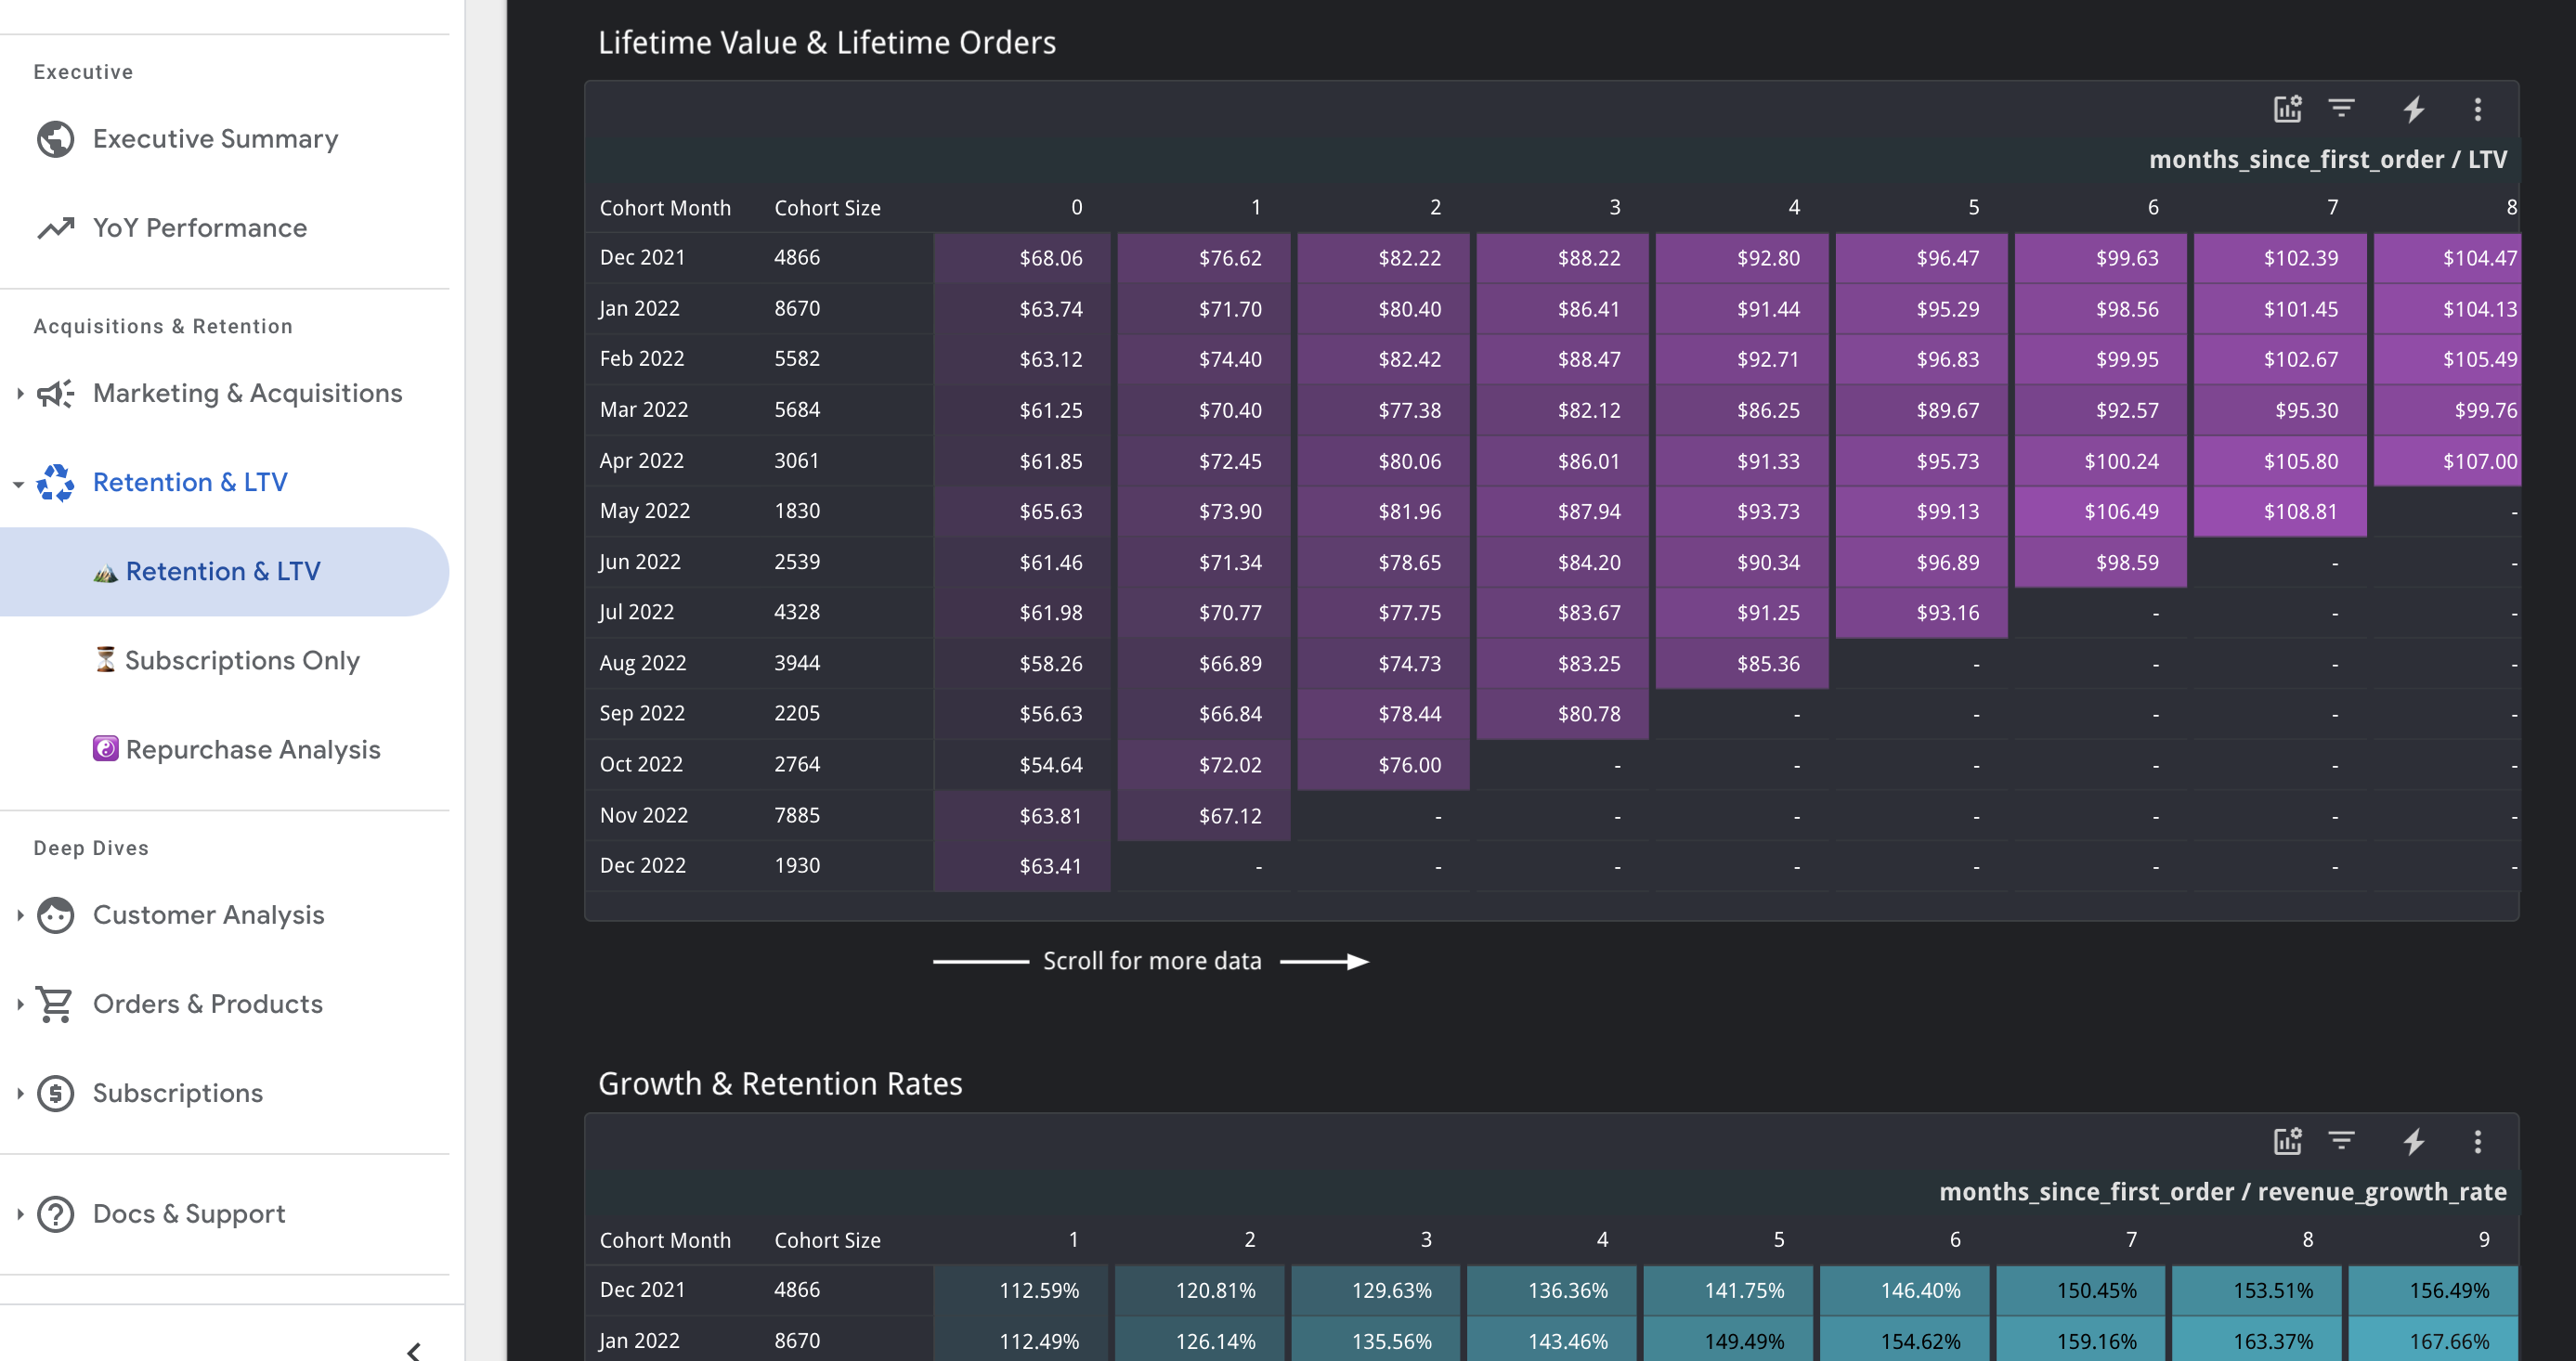 Executive
Executive Summary
YoY Performance
Acquisitions & Retention
Marketing & Acquisitions
Retention & LTV
Retention & LTV
Subscriptions Only
Repurchase Analysis
Deep Dives
Customer Analysis
Orders & Products
Subscriptions
Docs & Support
Lifetime Value & Lifetime Orders
months_since_first_order / LTV
Cohort Month Cohort Size 0 1 2 3 4 5 6 7 8
Dec 2021 4866 $68.06 $76.62 $82.22 $88.22 $92.80 $96.47 $99.63 $102.39 $104.47
Jan 2022 8670 $63.74 $71.70 $80.40 $86.41 $91.44 $95.29 $98.56 $101.45 $104.13
Feb 2022 5582 $63.12 $74.40 $82.42 $88.47 $92.71 $96.83 $99.95 $102.67 $105.49
Mar 2022 5684 $61.25 $70.40 $77.38 $82.12 $86.25 $89.67 $92.57 $95.30 $99.76
Apr 2022 3061 $61.85 $72.45 $80.06 $86.01 $91.33 $95.73 $100.24 $105.80 $107.00
May 2022 1830 $65.63 $73.90 $81.96 $87.94 $93.73 $99.13 $106.49 $108.81 -
Jun 2022 2539 $61.46 $71.34 $78.65 $84.20 $90.34 $96.89 $98.59 - -
Jul 2022 4328 $61.98 $70.77 $77.75 $83.67 $91.25 $93.16 - - -
Aug 2022 3944 $58.26 $66.89 $74.73 $83.25 $85.36 - - - -
Sep 2022 2205 $56.63 $66.84 $78.44 $80.78 - - - - -
Oct 2022 2764 $54.64 $72.02 $76.00 - - - - - -
Nov 2022 7885 $63.81 $67.12 - - - - - - -
Dec 2022 1930 $63.41 - - - - - - - -
Scroll for more data
Growth & Retention Rates
months_since_first_order / revenue_growth_rate
Cohort Month Cohort Size 1 2 3 4 5 6 7 8 9
Dec 2021 4866 112.59% 120.81% 129.63% 136.36% 141.75% 146.40% 150.45% 153.51% 156.49%
Jan 2022 8670 112.49% 126.14% 135.56% 143.46% 149.49% 154.62% 159.16% 163.37% 167.66%